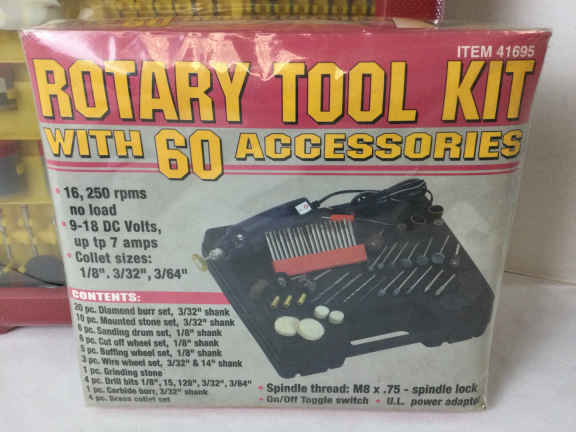 ITEM 41695
ROTARY TOOL KIT
WITH 60 ACCESSORIES
• 16,250 rpms
no load
• 9-18 DC Volts,
up tp 7 amps
• Collet sizes:
1/8". 3/32", 3/64"
CONTENTS:
20 pc. Diamond burr set, 3/32" shank
10 pc. Mounted stone set, 3/32" shank
6 pc. Sanding drum set, 1/8" shank
6 pc. Cut off wheel set, 1/8" shank
5 pc. Buffing wheel set, 1/8" shank
3 pc. Wire wheel set, 3/32" & 14" shank
1 pc. Grinding stone
4 pc. Drill bits 1/8", 15, 128", 3/32", 3/64"
1 pc. Carbide burr, 3/32" shank
4 pc. Brass collet set
• Spindle thread: M8 x .75 - spindle lock
• On/Off Toggle switch • U.L. power adaptor